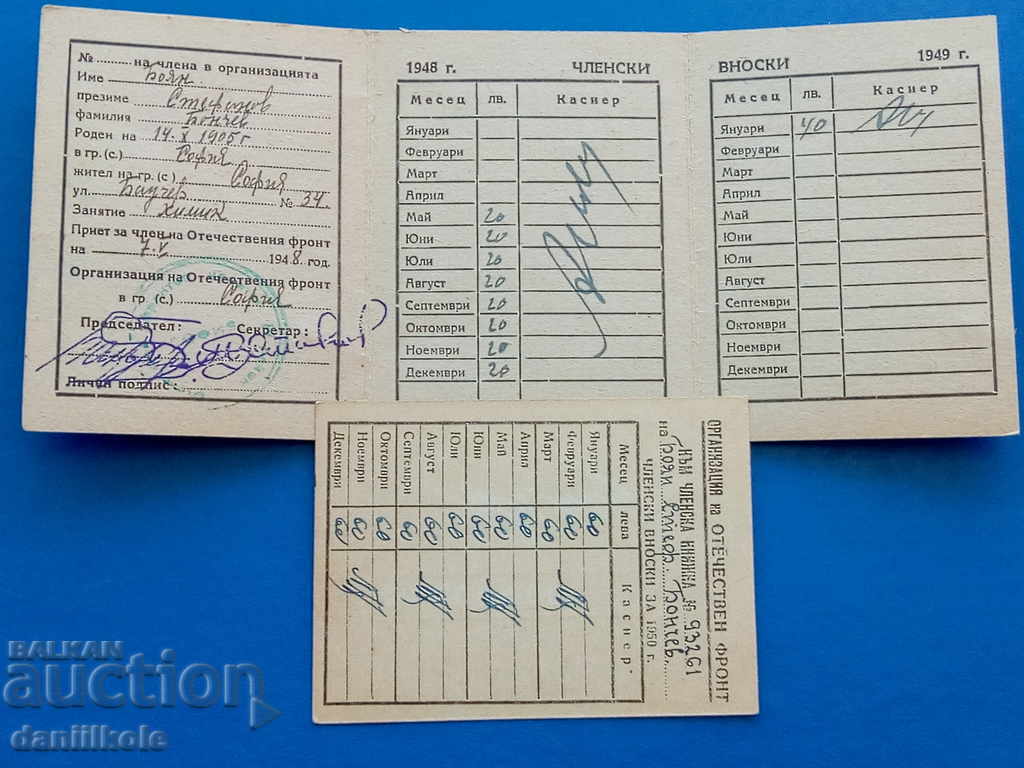 № на члена в организацията
Име Боян
презиме Стефанов
фамилия Бончев
Роден на 14-X 1905 г
в гр. (с.) София
жител на гр. (с) София
ул. № 34.
Занятие Химик
Приет за член на Отечествения фронт
на 7.V 1948 год.
Организация на Отечествения фронт
в гр (с.) София
Председател: Секретар:
Личен подпис:
1948 г. ЧЛЕНСКИ
Месец лв. Касиер
Януари
Февруари
Март
Април
Май 20
Юни 20
Юли 20
Август 20
Септември 20
Октомври 20
Ноември 20
Декември 20
ВНОСКИ 1949 г.
Месец лв. Касиер
Януари 40
Февруари
Март
Април
Май
Юни
Юли
Август
Септември
Октомври
Ноември
Декември
ОРГАНИЗАЦИЯ на ОТЕЧЕСТВЕН ФРОНТ
КЪМ ЧЛЕНСКА КНИЖКА № 93261
на Боян Стеф. Бончев
ЧЛЕНСКИ ВНОСКИ ЗА 1950 г.
Месец лева Касиер
Януари 60
Февруари 60
Март 60
Април 60
Май 60
Юни 60
Юли 60
Август 60
Септември 60
Октомври 60
Ноември 60
Декември 60
BALKAN
auction
daniilkole